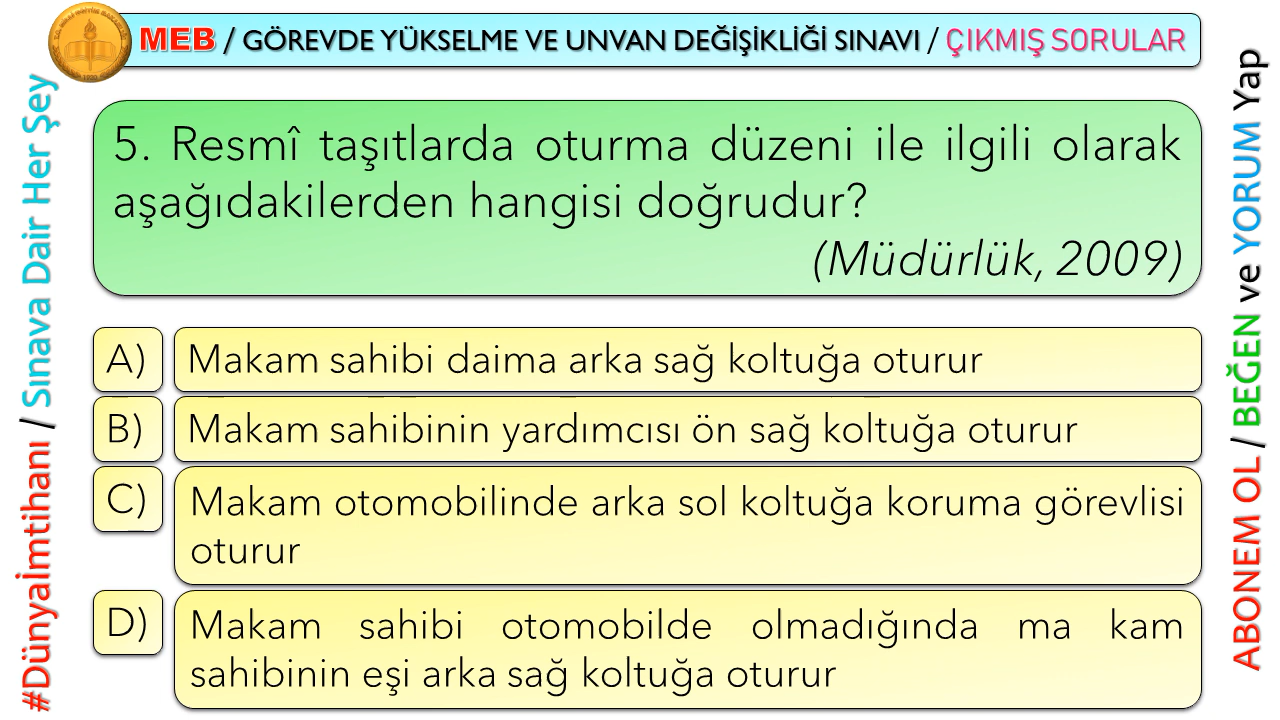 MEB / GÖREVDE YÜKSELME VE UNVAN DEĞİŞİKLİĞİ SINAVI / ÇIKMIŞ SORULAR
#Dünyaimtihanı / Sınava Dair Her Şey
5. Resmî taşıtlarda oturma düzeni ile ilgili olarak
aşağıdakilerden hangisi doğrudur?
(Müdürlük, 2009)
A) Makam sahibi daima arka sağ koltuğa oturur
B) Makam sahibinin yardımcısı ön sağ koltuğa oturur
C) Makam otomobilinde arka sol koltuğa koruma görevlisi
oturur
D) Makam sahibi otomobilde olmadığında ma kam
sahibinin eşi arka sağ koltuğa oturur
ABONEM OL / BEĞEN ve YORUM Yap